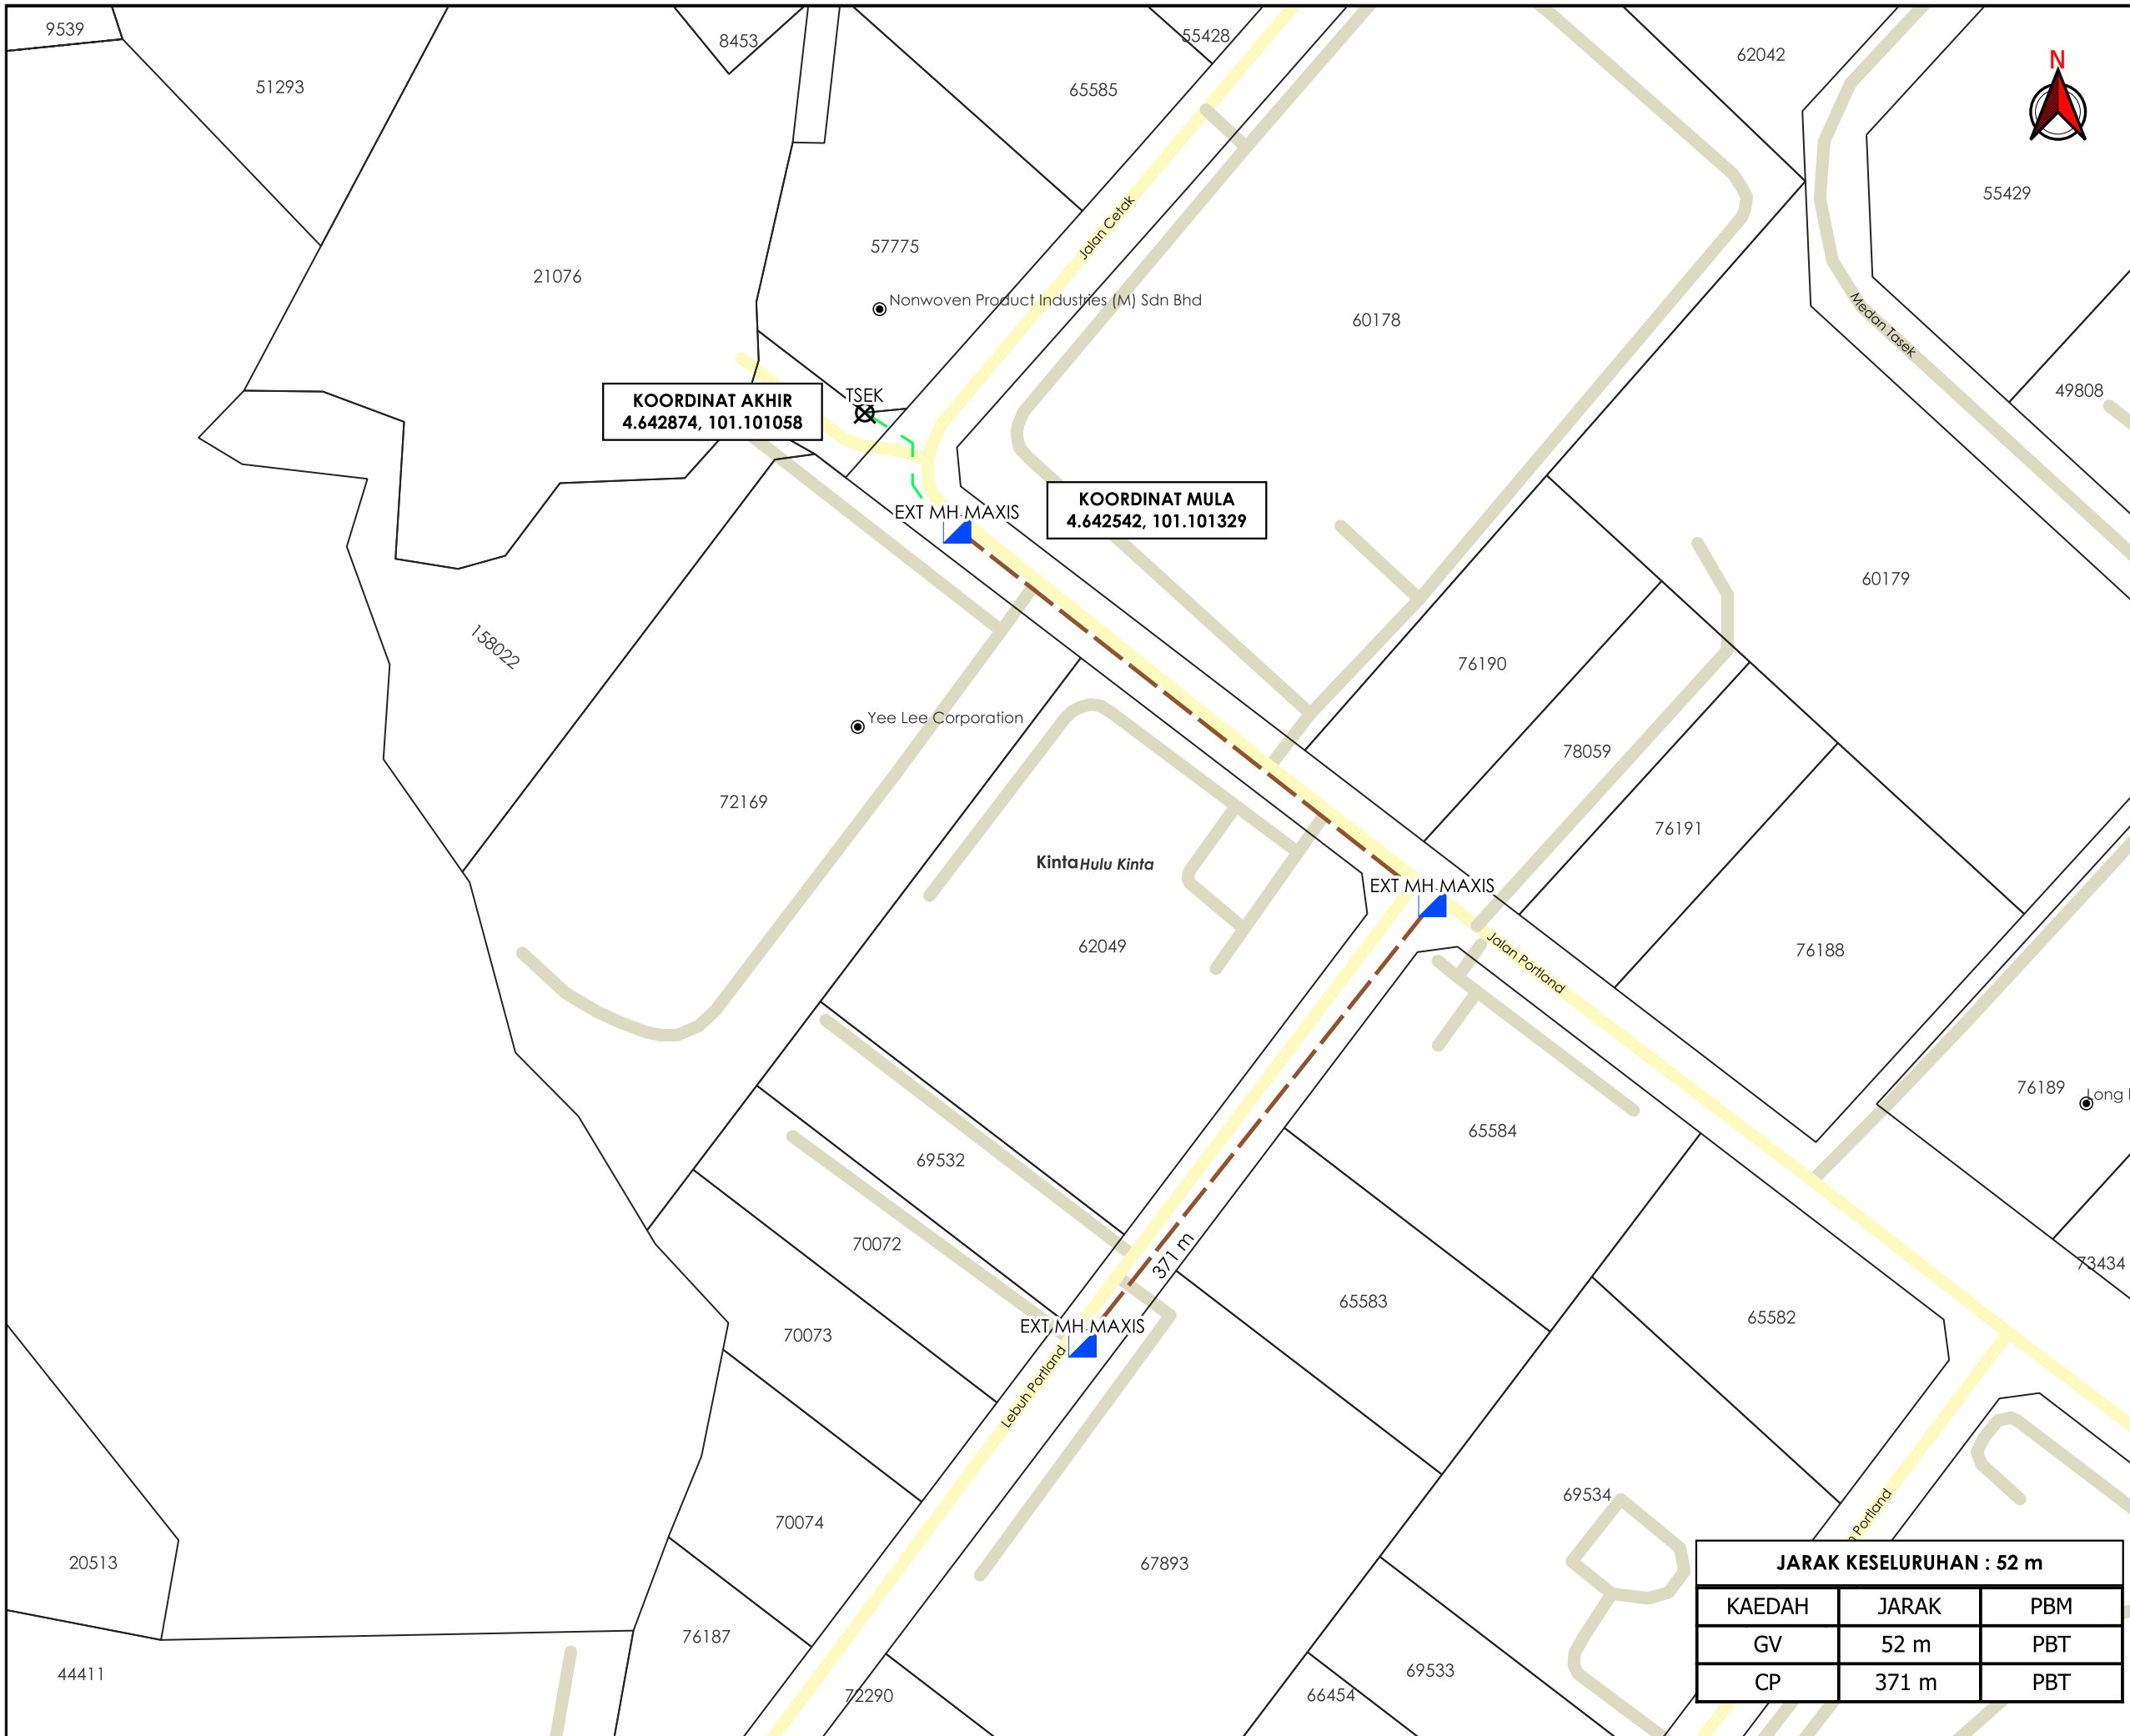 9539
8453
55428
62042
N
51293
65585
55429
57775
21076
Jalan Cetak
Nonwoven Product Industries (M) Sdn Bhd
60178
Medan Tasek
49808
TSEK
KOORDINAT AKHIR
4.642874, 101.101058
KOORDINAT MULA
4.642542, 101.101329
EXT MH MAXIS
60179
158022
76190
Yee Lee Corporation
78059
72169
76191
Kinta
Hulu Kinta
EXT MH MAXIS
62049
Jalan Portland
76188
76189
Long
65584
69532
70072
371 m
73434
65583
65582
70073
EXT MH MAXIS
Lebuh Portland
69534
70074
Portland
20513
67893
76187
44411
72290
66454
69533
JARAK KESELURUHAN : 52 m
KAEDAH JARAK PBM
GV 52 m PBT
CP 371 m PBT